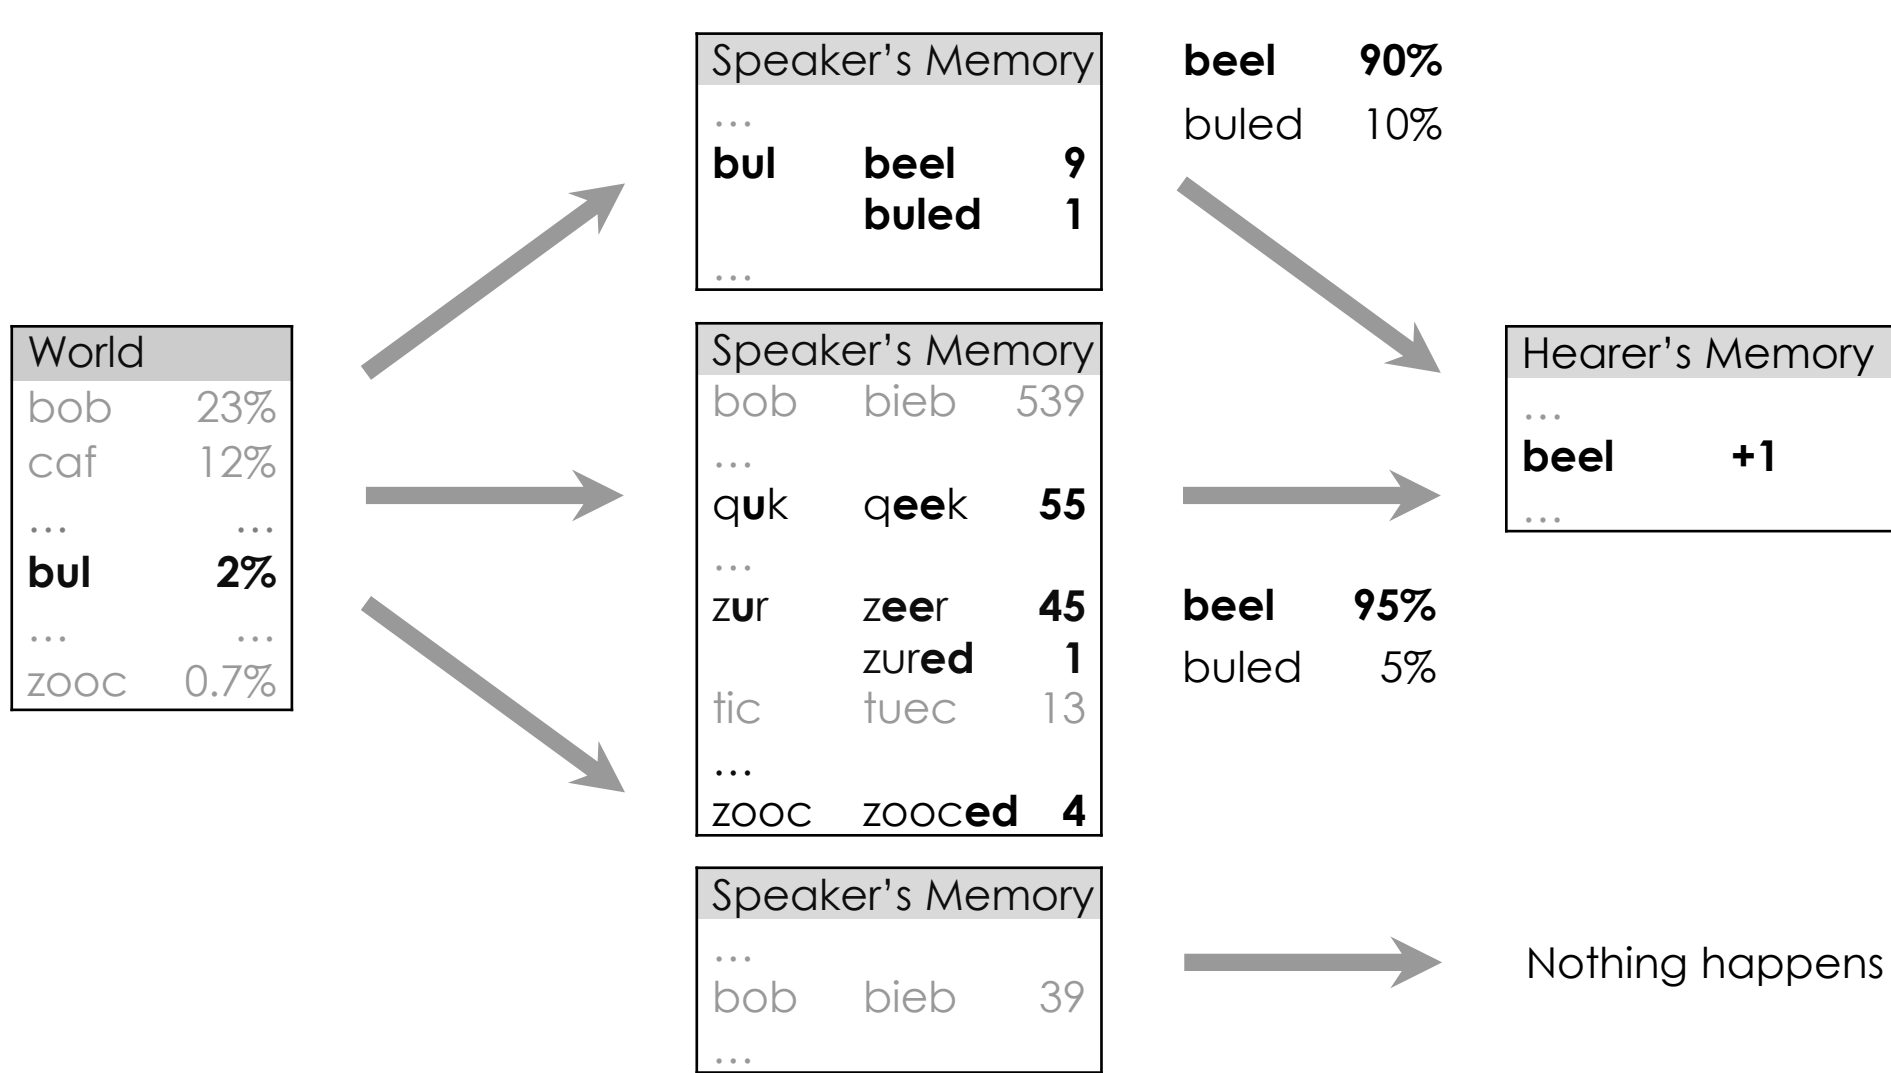 World
bob 23%
caf 12%
… …
bul 2%
… …
zooc 0.7%
Speaker’s Memory
…
bul beel 9
buled 1
…
beel 90%
buled 10%
Speaker’s Memory
bob bieb 539
…
quk qeek 55
…
zur zeer 45
zured 1
tic tuec 13
…
zooc zooced 4
beel 95%
buled 5%
Speaker’s Memory
…
bob bieb 39
…
Hearer’s Memory
…
beel +1
…
Nothing happens